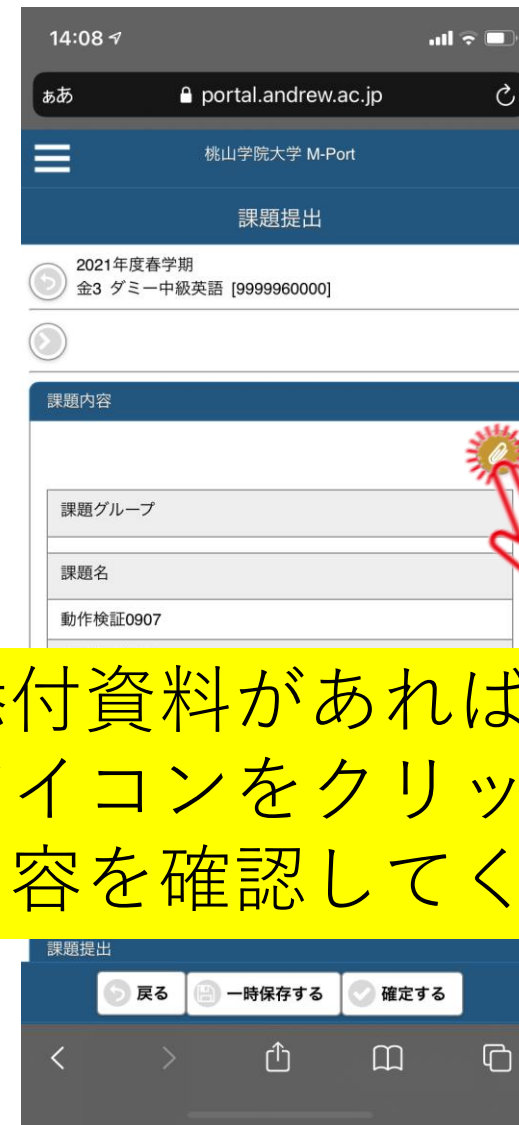 14:08
ぁあ portal.andrew.ac.jp
桃山学院大学 M-Port
課題提出
2021年度春学期
金3 ダミー中級英語 [9999960000]
課題内容
課題グループ
課題名
動作検証0907
付資料があれば
イコンをクリッ
容を確認してく
課題提出
戻る 一時保存する 確定する